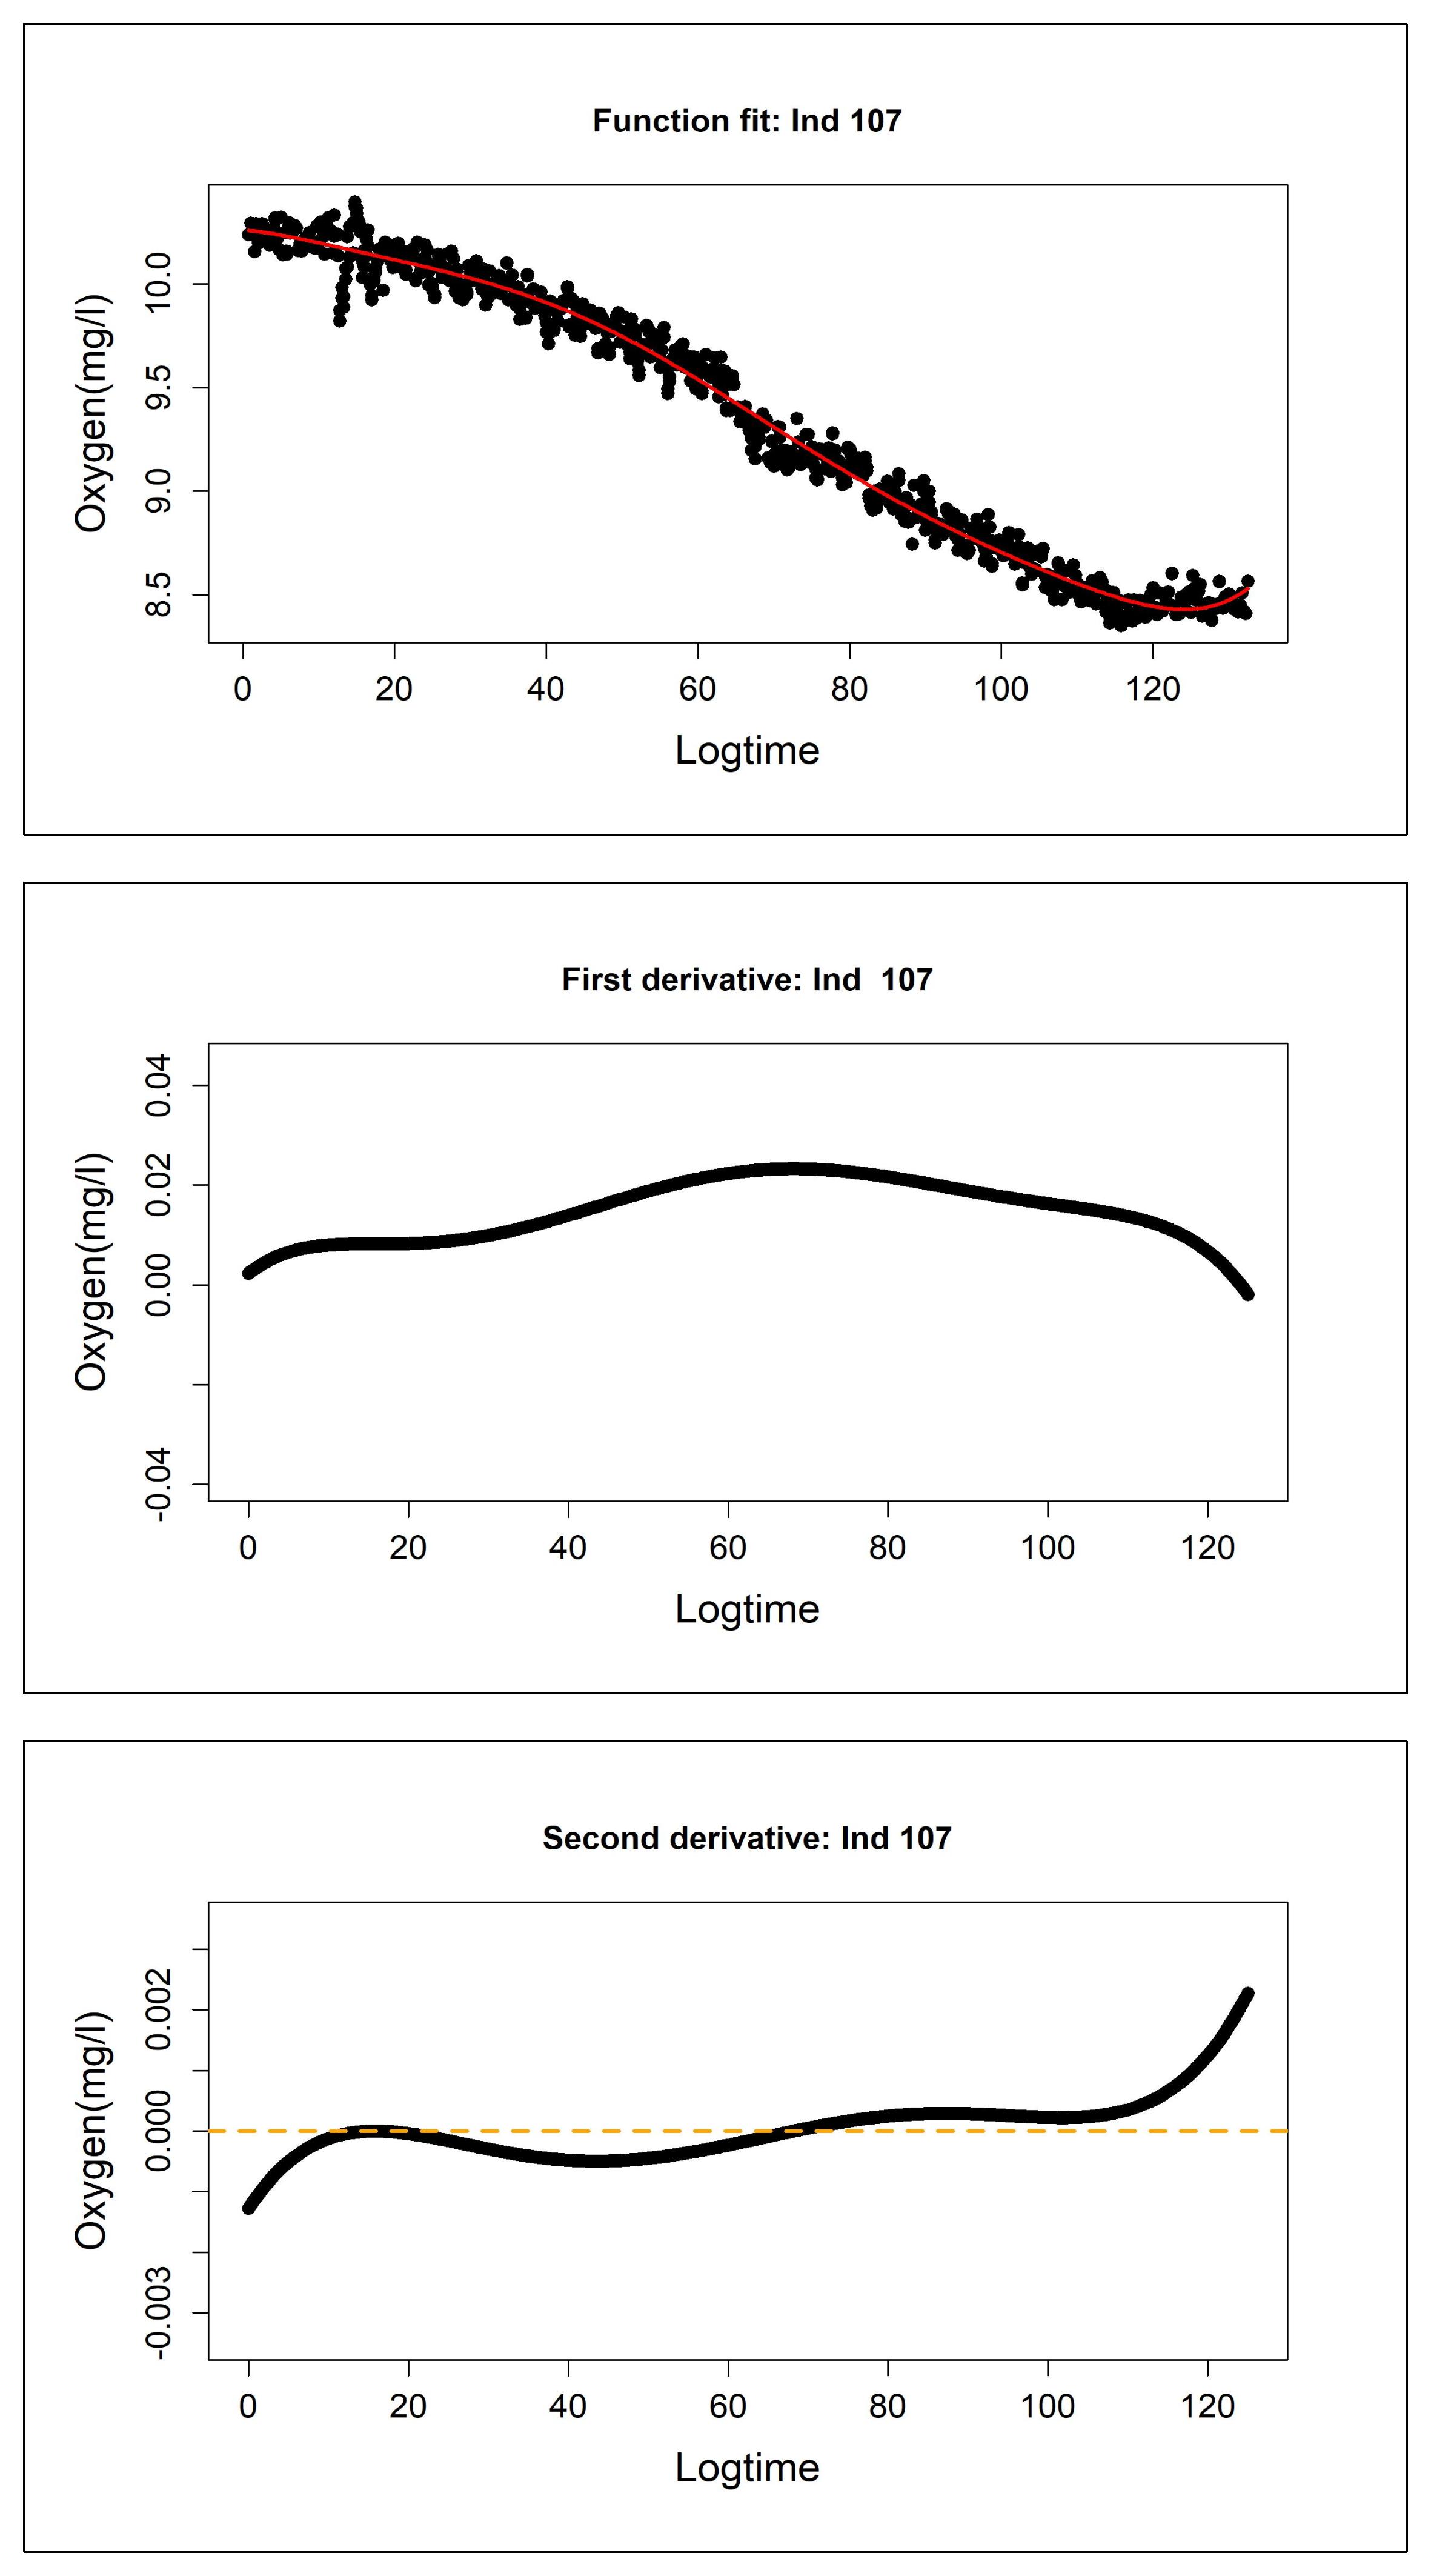 Function fit: Ind 107
Oxygen(mg/l)
10.0
9.5
9.0
8.5
0 20 40 60 80 100 120
Logtime
First derivative: Ind  107
Oxygen(mg/l)
0.04
0.02
0.00
-0.04
0 20 40 60 80 100 120
Logtime
Second derivative: Ind 107
Oxygen(mg/l)
0.002
0.000
-0.003
0 20 40 60 80 100 120
Logtime